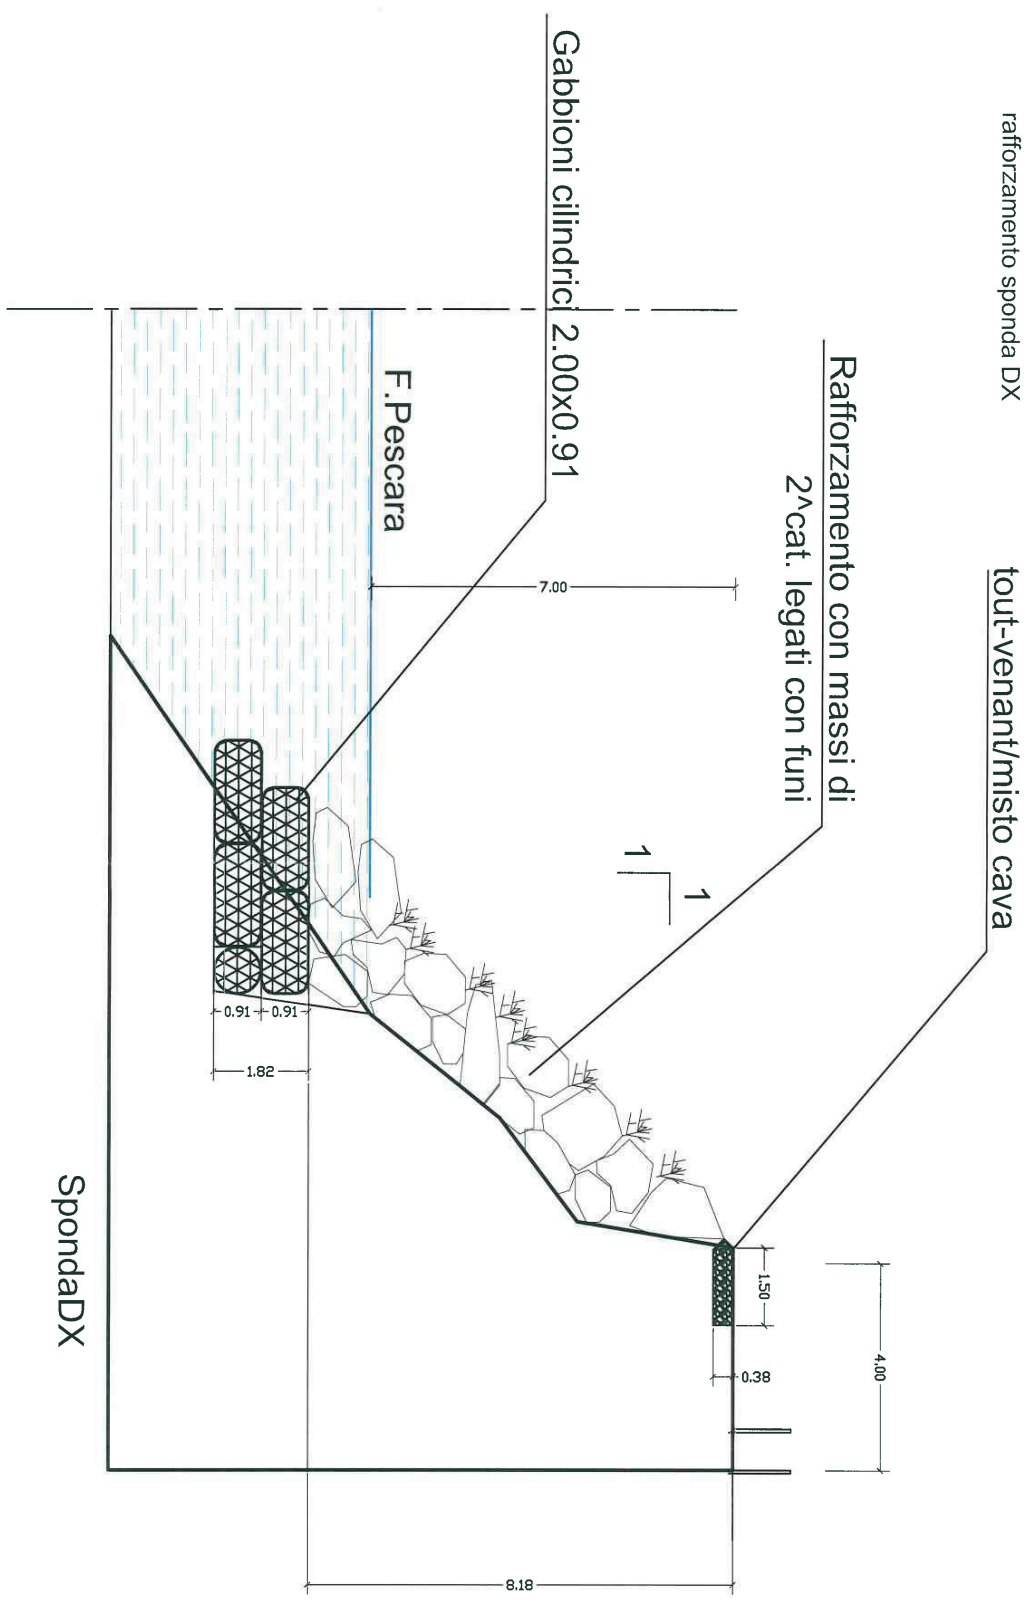 rafforzamento sponda DX
tout-venant/misto cava
Rafforzamento con massi di
2^cat. legati con funi
Gabbioni cilindrici 2.00x0.91
F.Pescara
7.00
1
1
4.00
1.50
0.38
0.91
0.91
1.82
8.18
SpondaDX